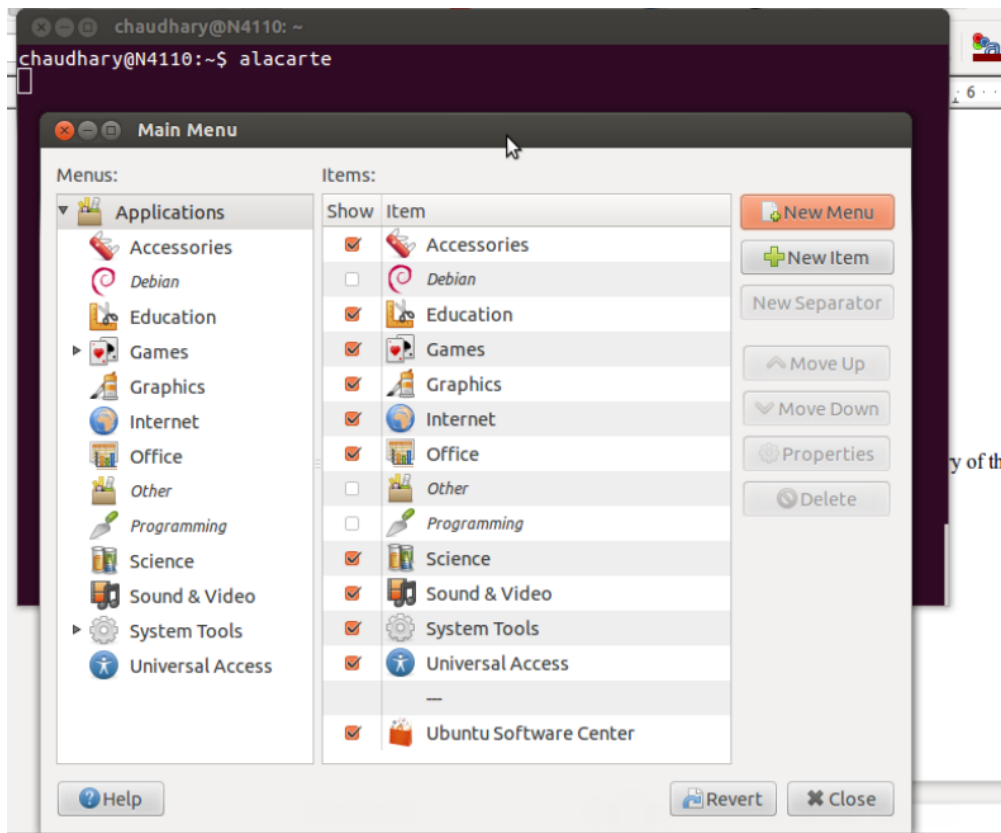 chaudhary@N4110: ~
chaudhary@N4110:~$ alacarte
6
Main Menu
Menus:
Applications
Accessories
Debian
Education
Games
Graphics
Internet
Office
Other
Programming
Science
Sound & Video
System Tools
Universal Access
Items:
Show Item
Accessories
Debian
Education
Games
Graphics
Internet
Office
Other
Programming
Science
Sound & Video
System Tools
Universal Access
---
Ubuntu Software Center
New Menu
New Item
New Separator
Move Up
Move Down
Properties
Delete
y of th
Help
Revert
Close